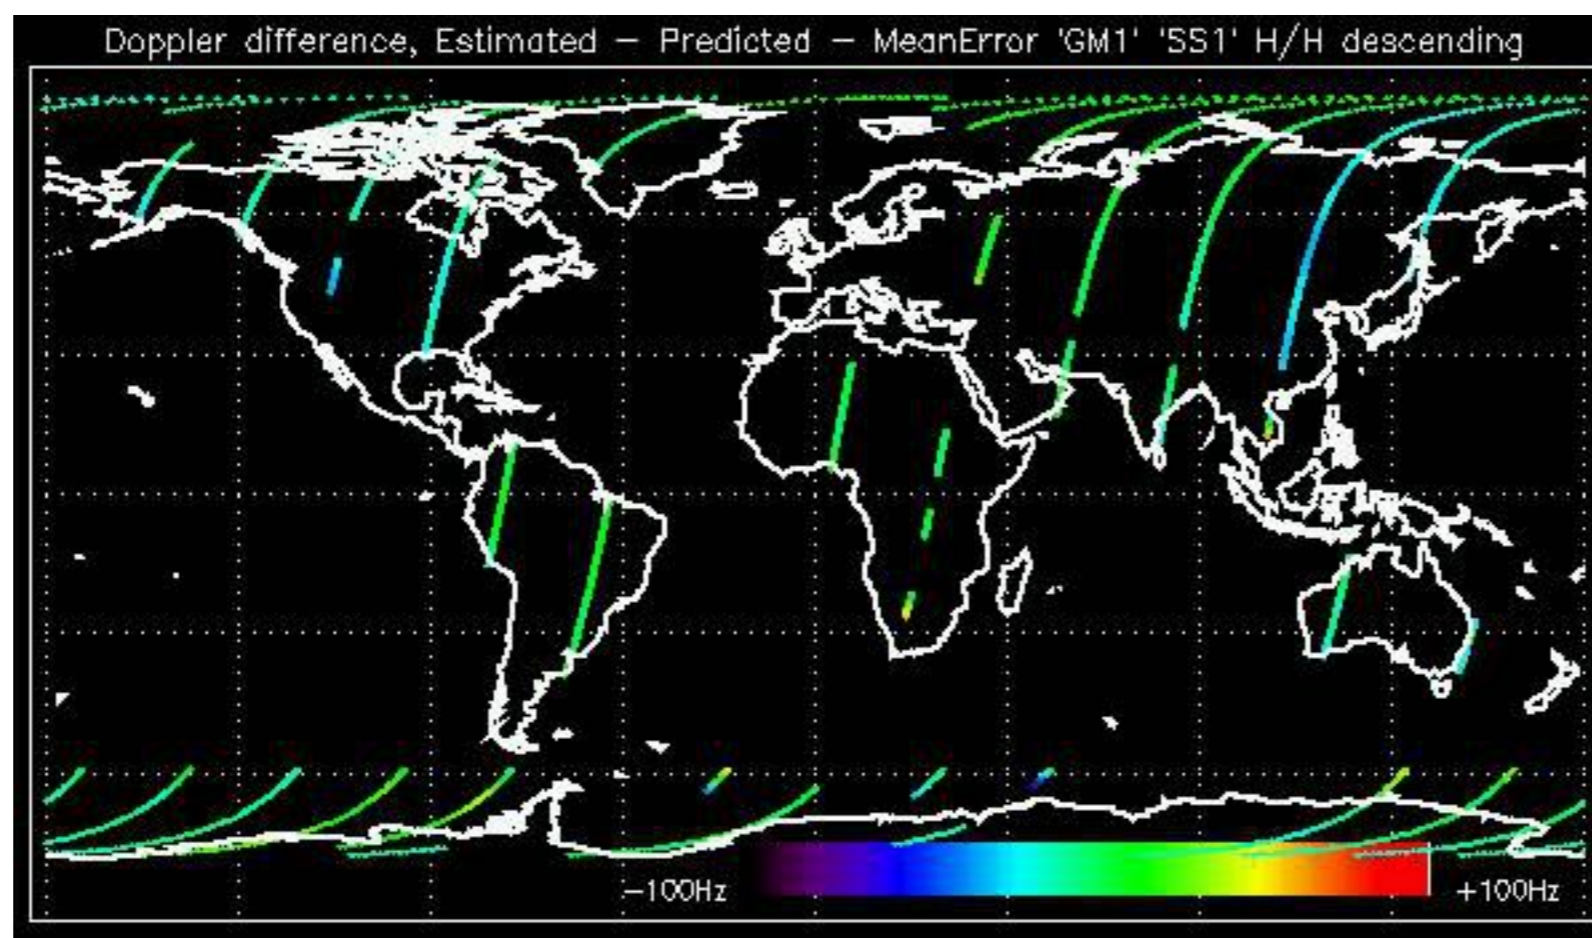 Doppler difference, Estimated - Predicted - MeanError 'GM1' 'SS1' H/H descending
-100Hz
+100Hz